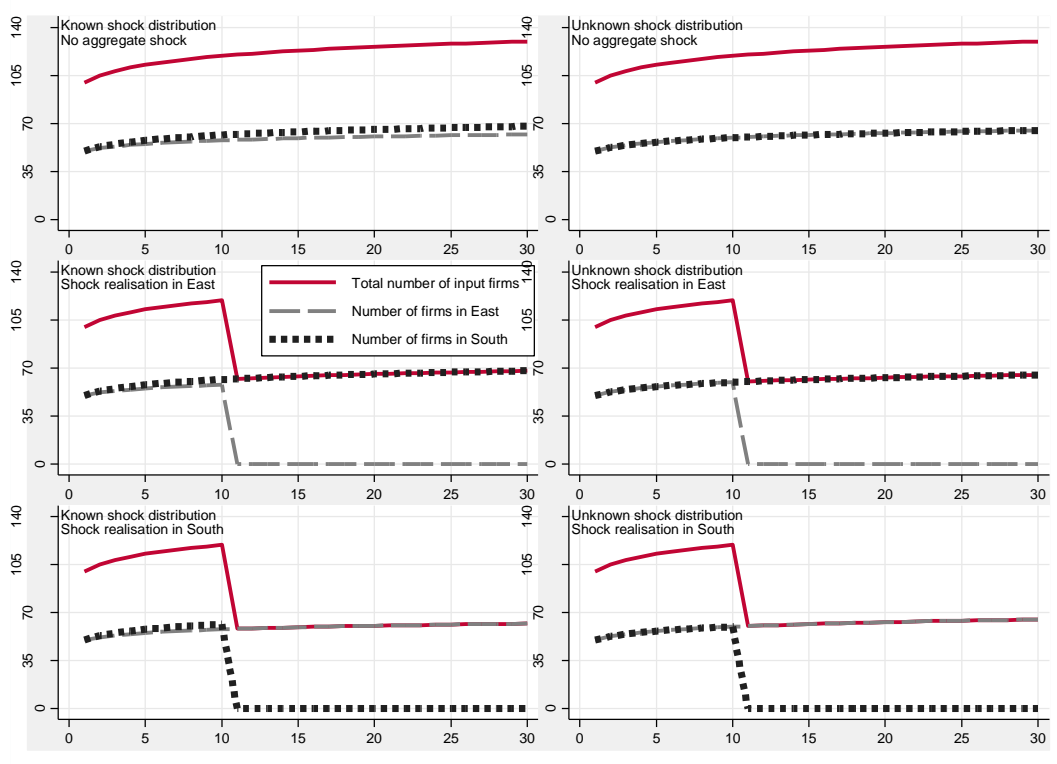 Known shock distribution
No aggregate shock
140
105
70
35
0
0 5 10 15 20 25 30
Unknown shock distribution
No aggregate shock
140
105
70
35
0
0 5 10 15 20 25 30
Known shock distribution
Shock realisation in East
Total number of input firms
Number of firms in East
Number of firms in South
140
105
70
35
0
0 5 10 15 20 25 30
Unknown shock distribution
Shock realisation in East
140
105
70
35
0
0 5 10 15 20 25 30
Known shock distribution
Shock realisation in South
140
105
70
35
0
0 5 10 15 20 25 30
Unknown shock distribution
Shock realisation in South
140
105
70
35
0
0 5 10 15 20 25 30